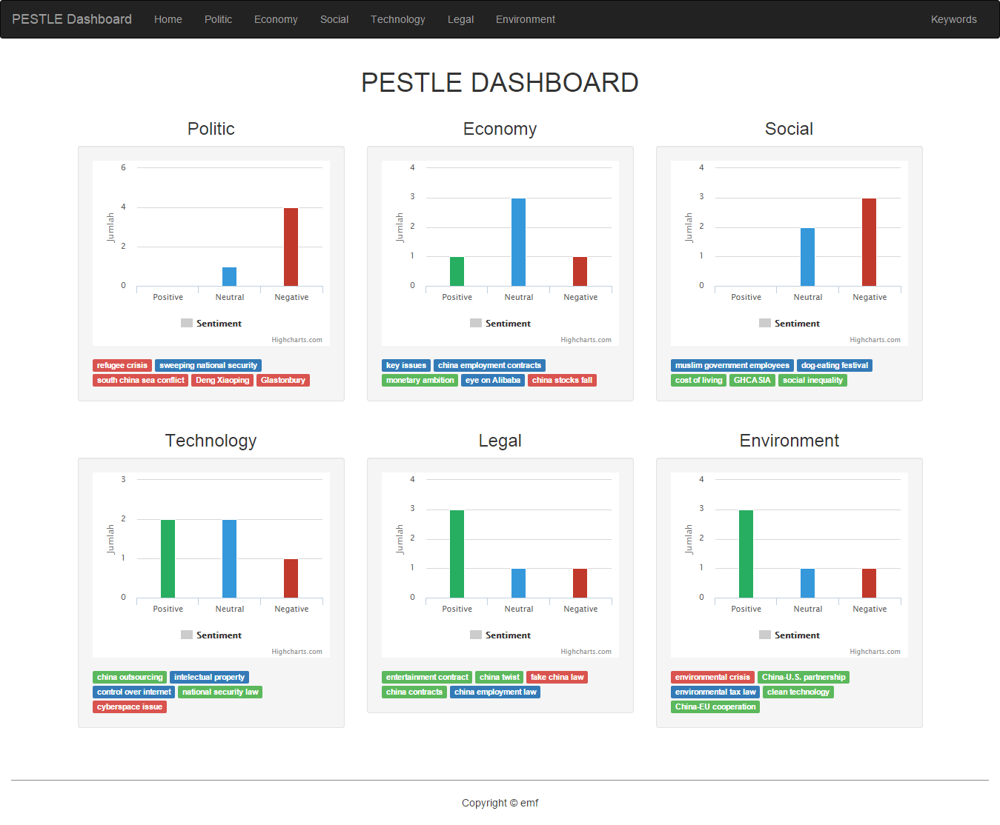 PESTLE Dashboard Home Politic Economy Social Technology Legal Environment Keywords
PESTLE DASHBOARD
Politic
6
4
2
0
Jumlah
Positive Neutral Negative
Sentiment
Highcharts.com
refugee crisis sweeping national security
south china sea conflict Deng Xiaoping Glastonbury
Economy
4
3
2
1
0
Jumlah
Positive Neutral Negative
Sentiment
Highcharts.com
key issues china employment contracts
monetary ambition eye on Alibaba china stocks fall
Social
4
3
2
1
0
Jumlah
Positive Neutral Negative
Sentiment
Highcharts.com
muslim government employees dog-eating festival
cost of living GHCASIA social inequality
Technology
3
2
1
0
Jumlah
Positive Neutral Negative
Sentiment
Highcharts.com
china outsourcing intelectual property
control over internet national security law
cyberspace issue
Legal
4
3
2
1
0
Jumlah
Positive Neutral Negative
Sentiment
Highcharts.com
entertainment contract china twist fake china law
china contracts china employment law
Environment
4
3
2
1
0
Jumlah
Positive Neutral Negative
Sentiment
Highcharts.com
environmental crisis China-U.S. partnership
environmental tax law clean technology
China-EU cooperation
Copyright © emf